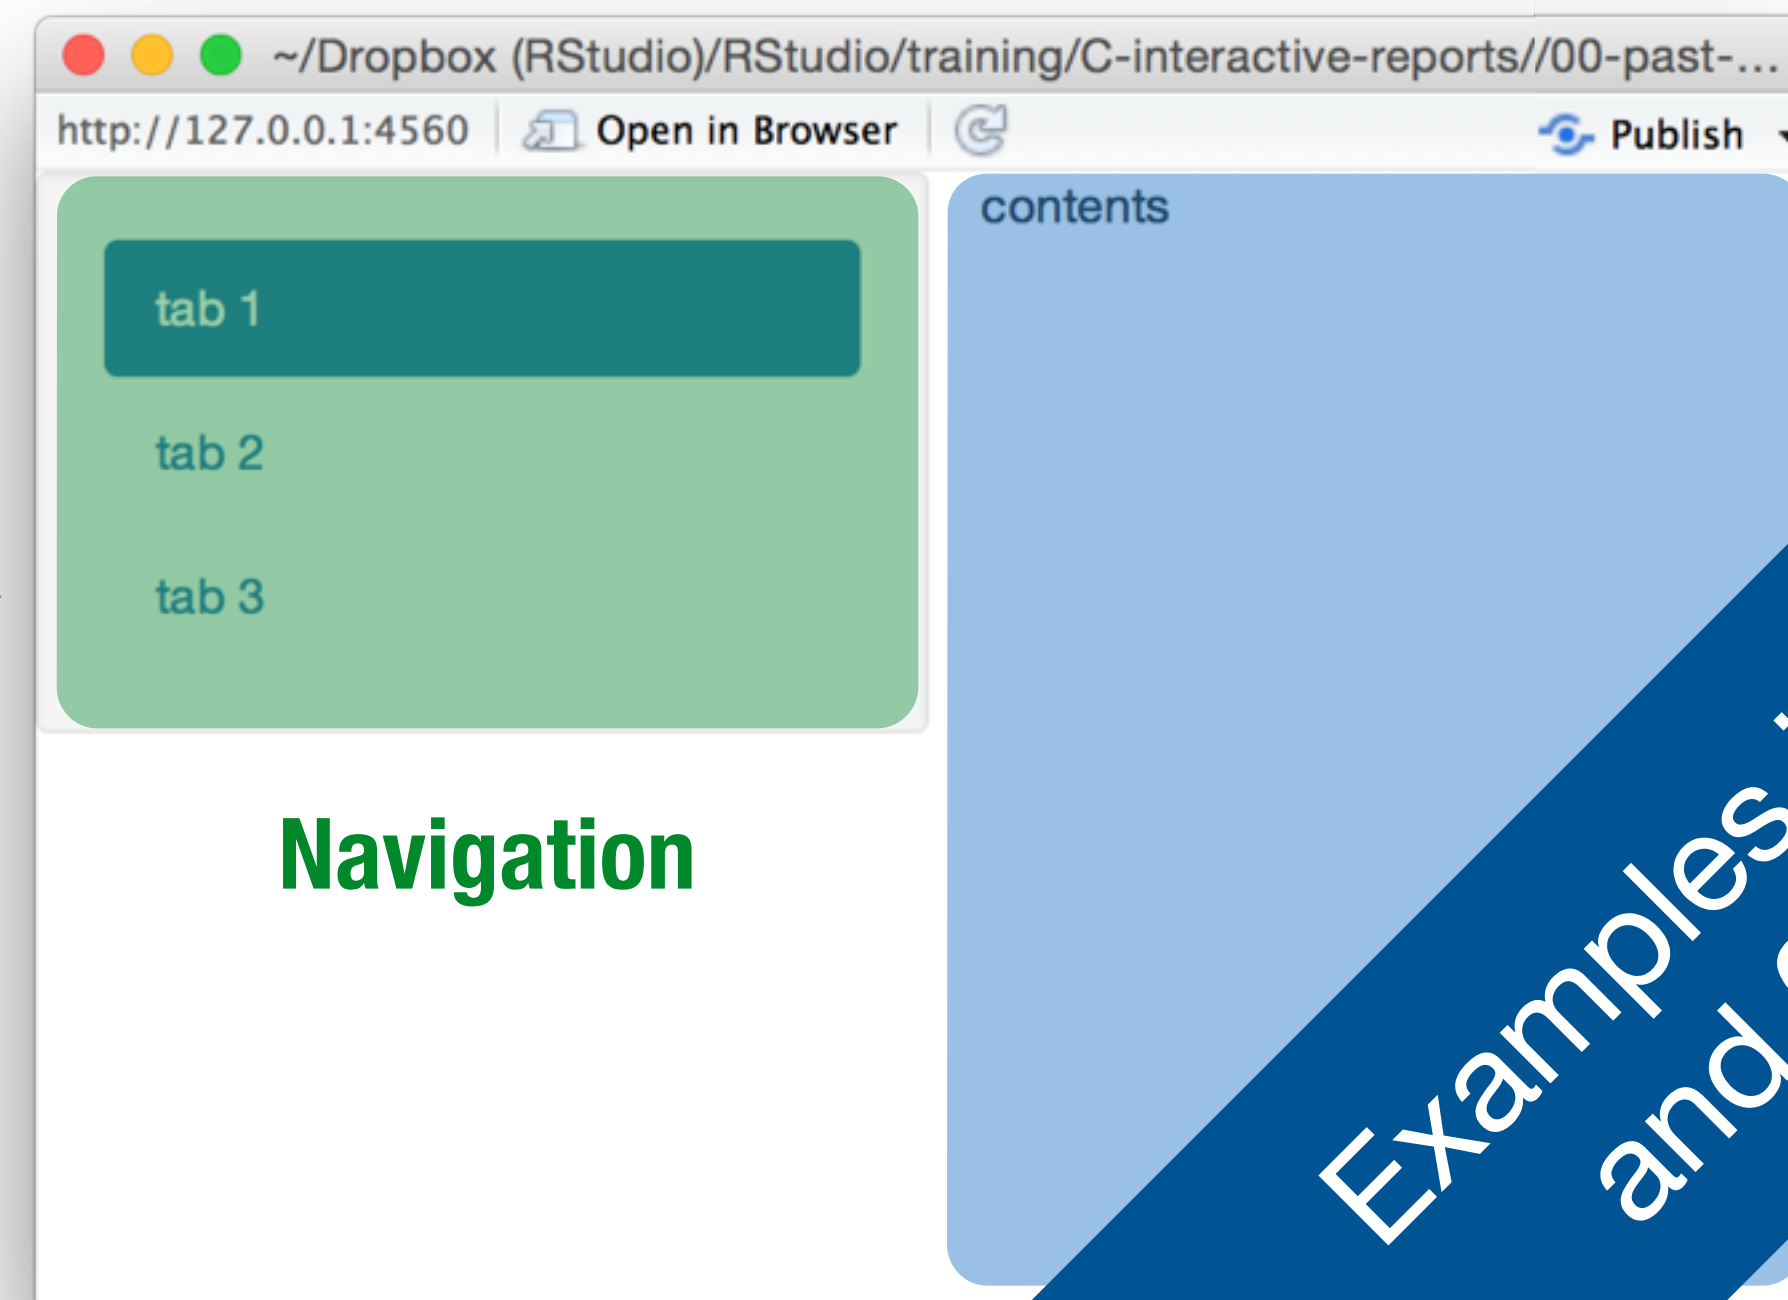 ~/Dropbox (RStudio)/RStudio/training/C-interactive-reports//00-past-...
http://127.0.0.1:4560 Open in Browser Publish
contents
tab 1
tab 2
tab 3
Navigation
Examples
and